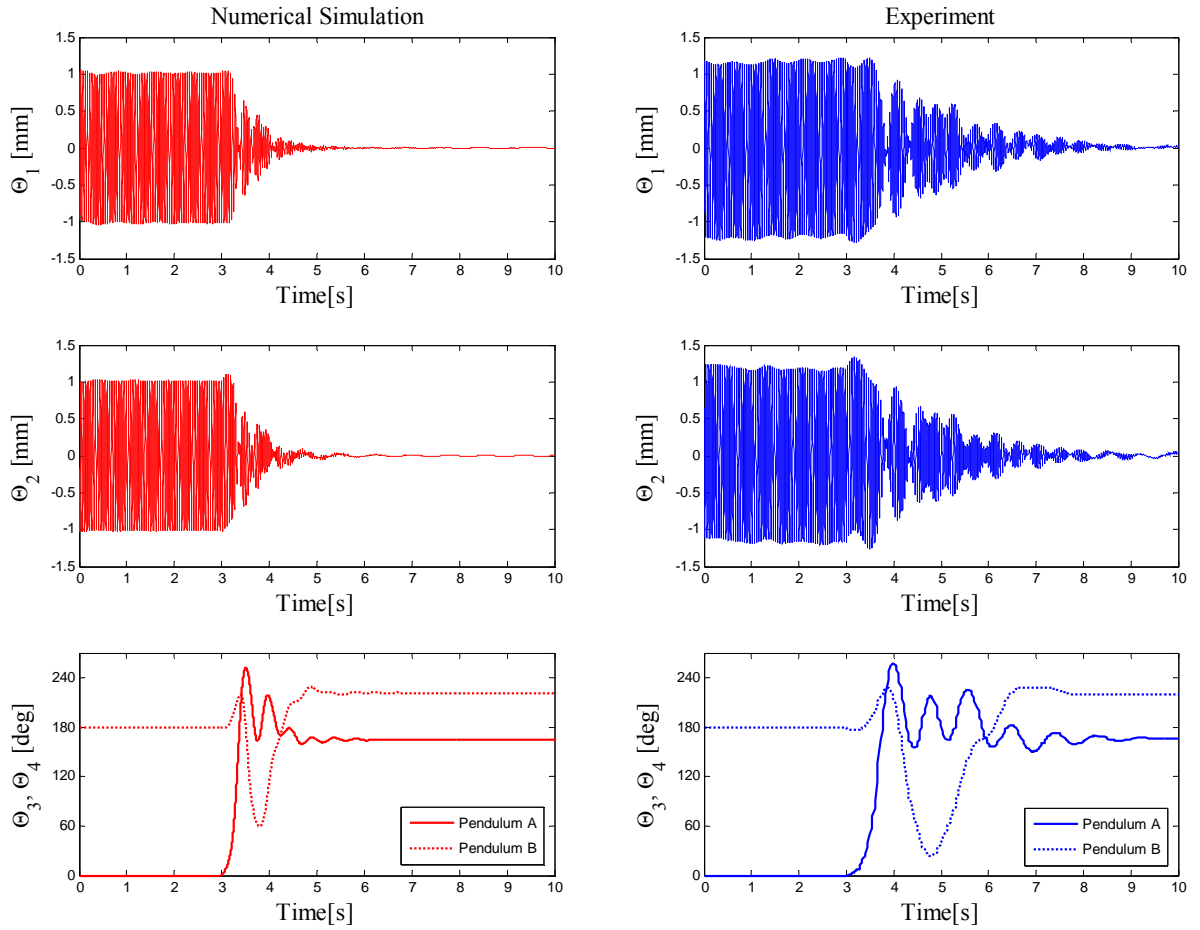 Numerical Simulation
Experiment
1.5
1
0.5
0
-0.5
-1
-1.5
Θ1 [mm]
0 1 2 3 4 5 6 7 8 9 10
Time[s]
1.5
1
0.5
0
-0.5
-1
-1.5
Θ1 [mm]
0 1 2 3 4 5 6 7 8 9 10
Time[s]
1.5
1
0.5
0
-0.5
-1
-1.5
Θ2 [mm]
0 1 2 3 4 5 6 7 8 9 10
Time[s]
1.5
1
0.5
0
-0.5
-1
-1.5
Θ2 [mm]
0 1 2 3 4 5 6 7 8 9 10
Time[s]
240
180
120
60
0
Θ3, Θ4 [deg]
Pendulum A
Pendulum B
0 1 2 3 4 5 6 7 8 9 10
Time[s]
240
180
120
60
0
Θ3, Θ4 [deg]
Pendulum A
Pendulum B
0 1 2 3 4 5 6 7 8 9 10
Time[s]